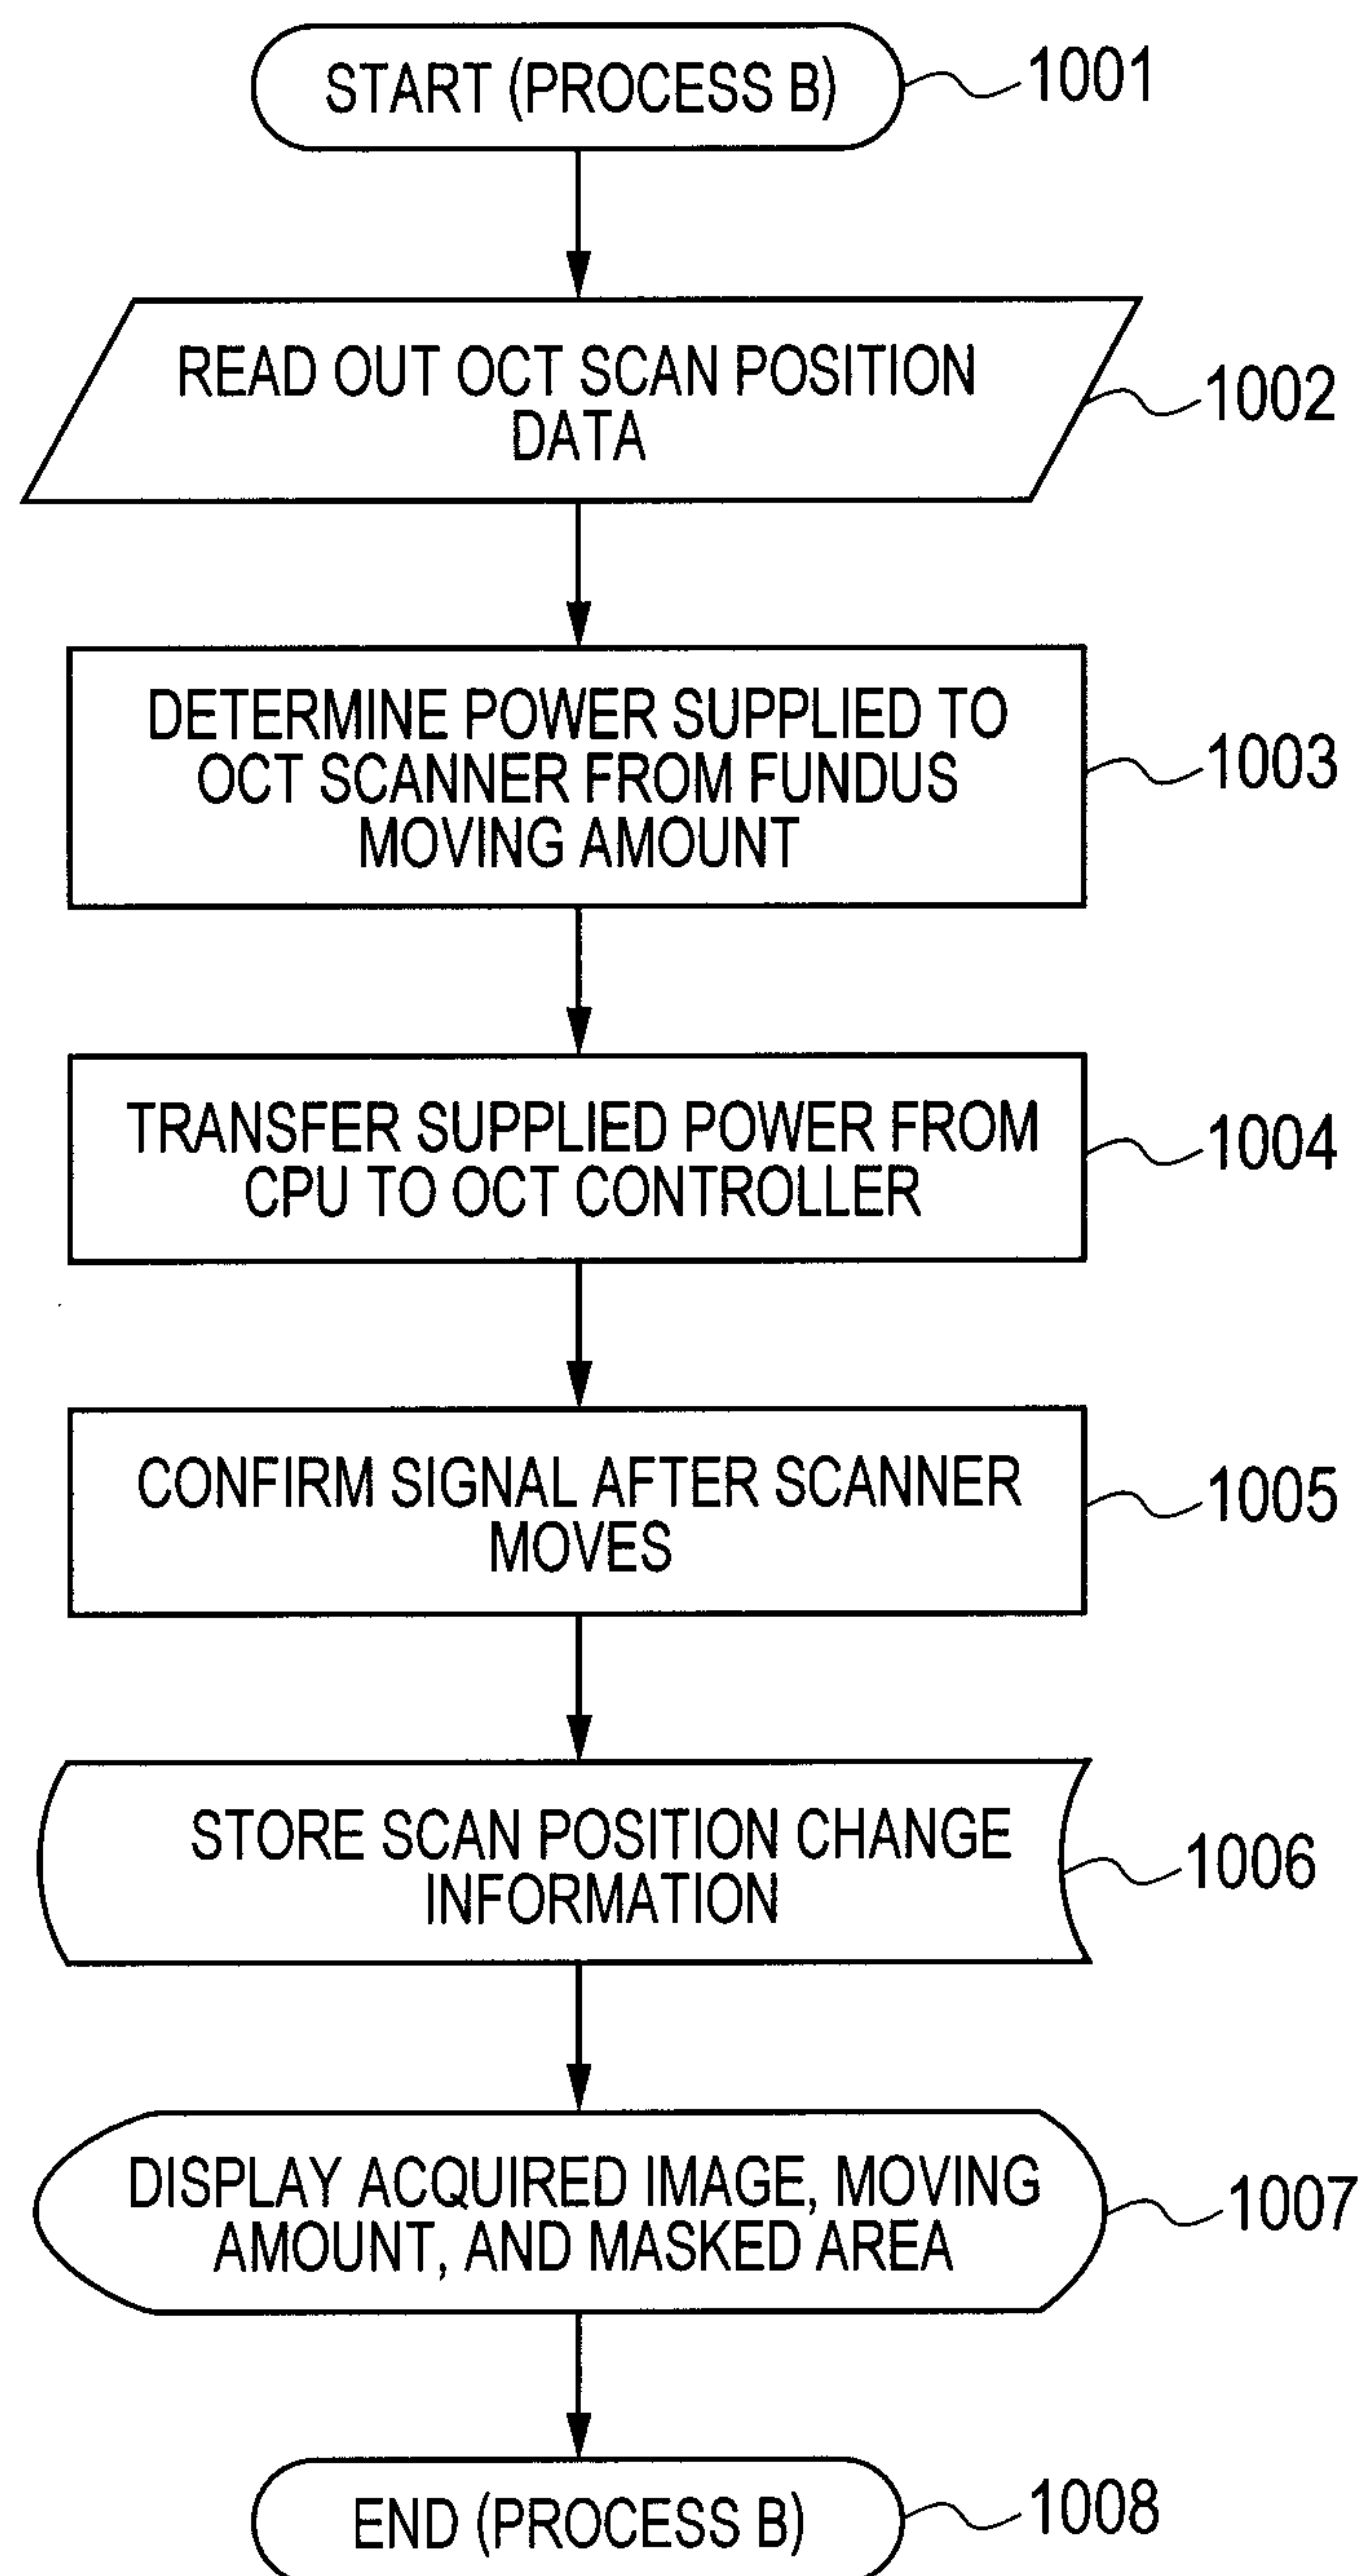 START (PROCESS B)
1001
READ OUT OCT SCAN POSITION
DATA
1002
DETERMINE POWER SUPPLIED TO
OCT SCANNER FROM FUNDUS
MOVING AMOUNT
1003
TRANSFER SUPPLIED POWER FROM
CPU TO OCT CONTROLLER
1004
CONFIRM SIGNAL AFTER SCANNER
MOVES
1005
STORE SCAN POSITION CHANGE
INFORMATION
1006
DISPLAY ACQUIRED IMAGE, MOVING
AMOUNT, AND MASKED AREA
1007
END (PROCESS B)
1008